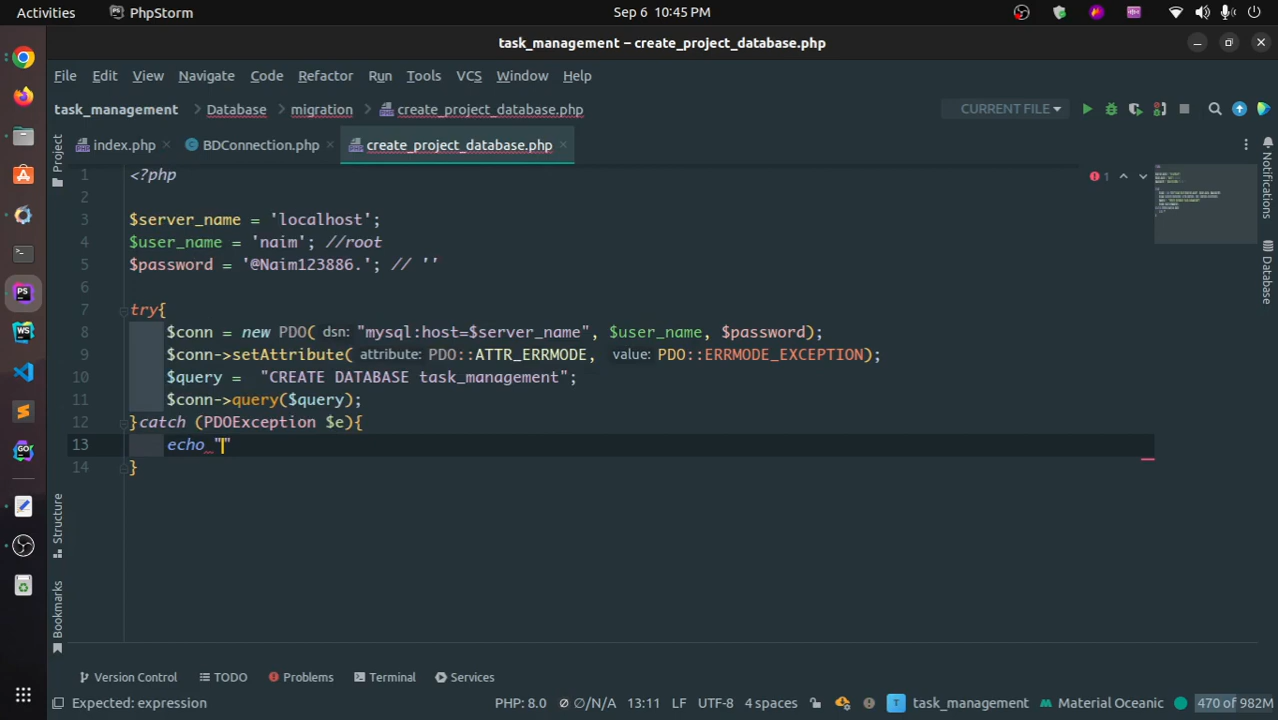 Activities PhpStorm Sep 6 10:45 PM
task_management – create_project_database.php
File Edit View Navigate Code Refactor Run Tools VCS Window Help
task_management Database migration create_project_database.php CURRENT FILE
index.php BDConnection.php create_project_database.php
Project
Notifications
Database
Structure
Bookmarks
1 <?php 1
2
3 $server_name = 'localhost';
4 $user_name = 'naim'; //root
5 $password = '@Naim123886.'; // ''
6
7 try{
8 $conn = new PDO( dsn: "mysql:host=$server_name", $user_name, $password);
9 $conn->setAttribute( attribute: PDO::ATTR_ERRMODE, value: PDO::ERRMODE_EXCEPTION);
10 $query = "CREATE DATABASE task_management";
11 $conn->query($query);
12 }catch (PDOException $e){
13 echo ""
14 }
Version Control TODO Problems Terminal Services
Expected: expression PHP: 8.0 ∅/N/A 13:11 LF UTF-8 4 spaces T task_management Material Oceanic 470 of 982M